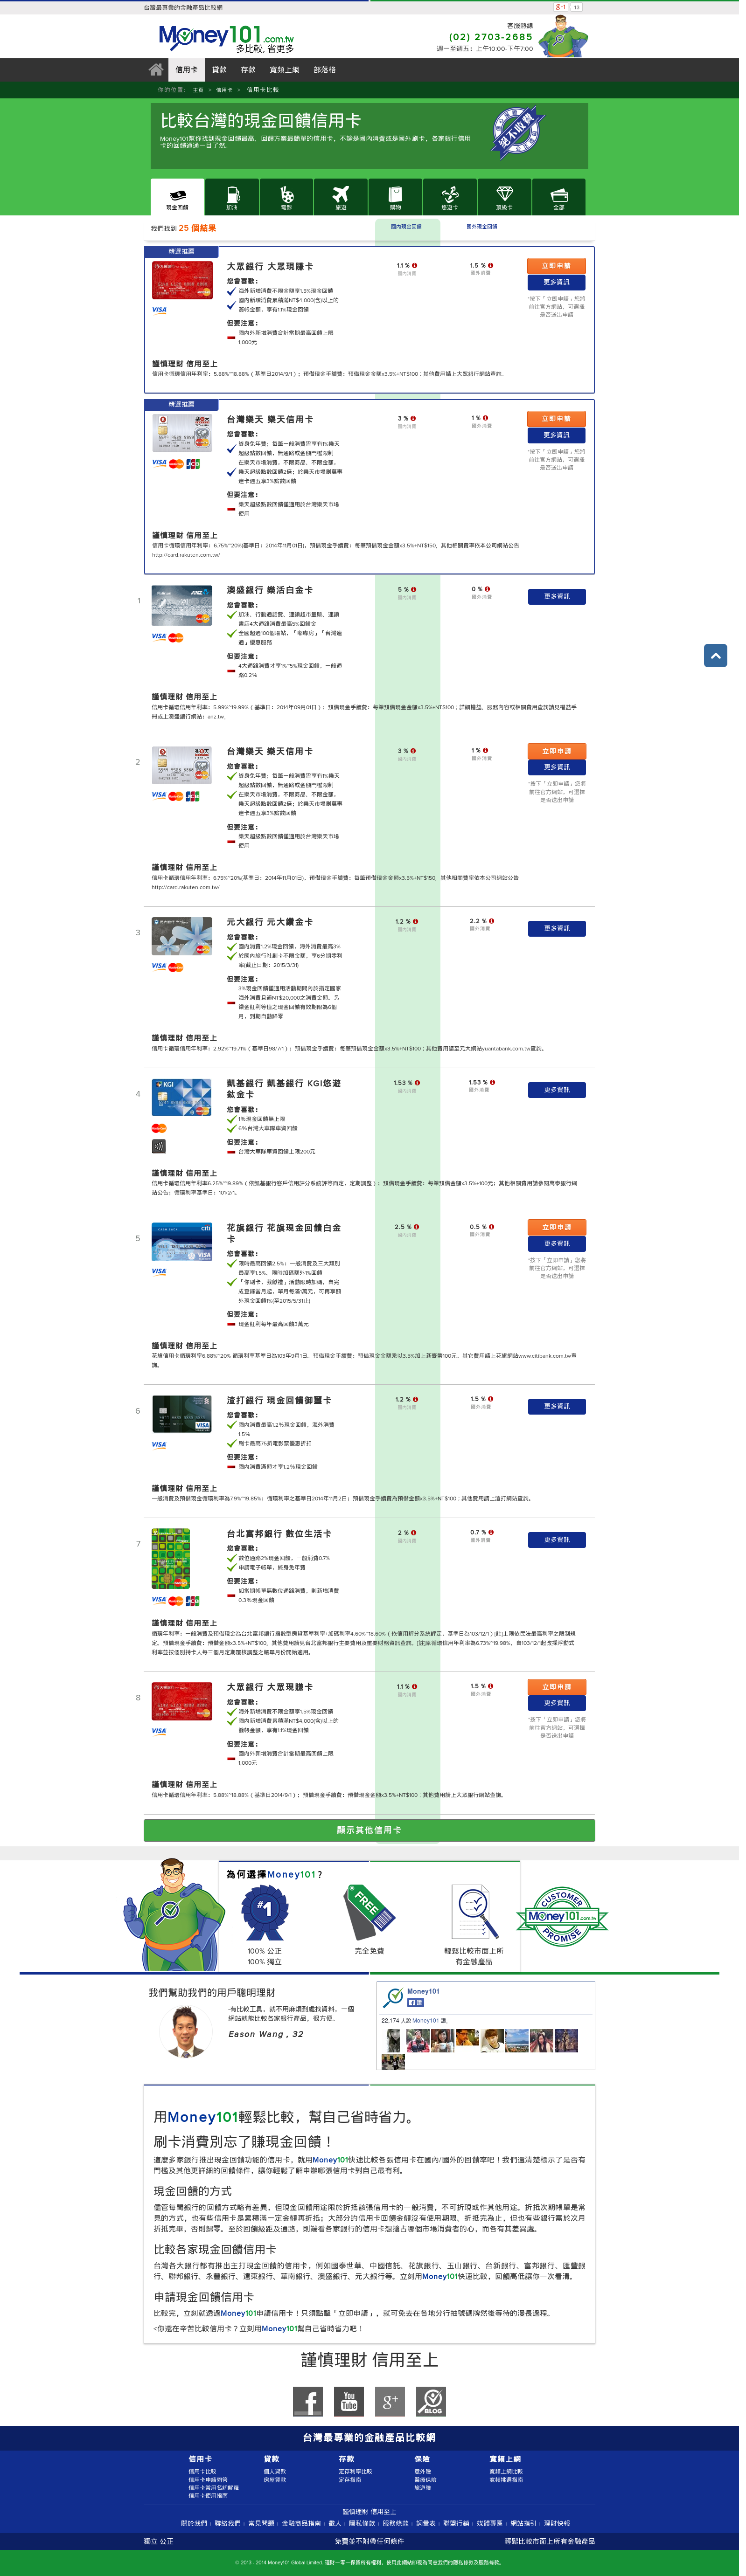 台灣最專業的金融產品比較網
g+1 13
Money101.com.tw
多比較, 省更多
客服熱線
(02) 2703-2685
週一至週五: 上午10:00-下午7:00
信用卡 貸款 存款 寬頻上網 部落格
你的位置: 主頁 > 信用卡 > 信用卡比較
比較台灣的現金回饋信用卡
Money101幫你找到現金回饋最高、回饋方案最簡單的信用卡，不論是國內消費或是國外刷卡，各家銀行信用
卡的回饋通通一目了然。
絕不收費
現金回饋 加油 電影 旅遊 購物 悠遊卡 頂級卡 全部
我們找到 25 個結果
國內現金回饋 國外現金回饋
精選推薦
大眾銀行 大眾現賺卡
1.1 % 國內消費
1.5 % 國外消費
立即申請
更多資訊
*按下「立即申請」您將
前往官方網站，可選擇
是否送出申請
您會喜歡：
海外新增消費不限金額享1.5%現金回饋
國內新增消費累積滿NT$4,000(含)以上的
簽帳金額，享有1.1%現金回饋
但要注意：
國內外新增消費合計當期最高回饋上限
1,000元
謹慎理財 信用至上
信用卡循環信用年利率：5.88%~18.88% ( 基準日2014/9/1 )；預借現金手續費：預借現金金額x3.5%+NT$100；其他費用請上大眾銀行網站查詢。
精選推薦
台灣樂天 樂天信用卡
3 % 國內消費
1 % 國外消費
立即申請
更多資訊
*按下「立即申請」您將
前往官方網站，可選擇
是否送出申請
您會喜歡：
終身免年費；每筆一般消費皆享有1%樂天
超級點數回饋，無通路或金額門檻限制
在樂天市場消費，不限商品、不限金額，
樂天超級點數回饋2倍；於樂天市場刷萬事
達卡週五享3%點數回饋
但要注意：
樂天超級點數回饋僅適用於台灣樂天市場
使用
謹慎理財 信用至上
信用卡循環信用年利率：6.75%~20%(基準日：2014年11月01日)，預借現金手續費：每筆預借現金金額x3.5%+NT$150，其他相關費率依本公司網站公告
http://card.rakuten.com.tw/
1
澳盛銀行 樂活白金卡
5 % 國內消費
0 % 國外消費
更多資訊
您會喜歡：
加油、行動通話費、連鎖超市量販、連鎖
書店4大通路消費最高5%回饋金
全國超過100個場站，「嘟嘟房」「台灣連
通」優惠服務
但要注意：
4大通路消費才享1%~5%現金回饋，一般通
路0.2%
謹慎理財 信用至上
信用卡循環信用年利率：5.99%~19.99% ( 基準日：2014年09月01日 )；預借現金手續費：每筆預借現金金額x3.5%+NT$100；詳細權益、服務內容或相關費用查詢請見權益手
冊或上澳盛銀行網站：anz.tw。
2
台灣樂天 樂天信用卡
3 % 國內消費
1 % 國外消費
立即申請
更多資訊
*按下「立即申請」您將
前往官方網站，可選擇
是否送出申請
您會喜歡：
終身免年費；每筆一般消費皆享有1%樂天
超級點數回饋，無通路或金額門檻限制
在樂天市場消費，不限商品、不限金額，
樂天超級點數回饋2倍；於樂天市場刷萬事
達卡週五享3%點數回饋
但要注意：
樂天超級點數回饋僅適用於台灣樂天市場
使用
謹慎理財 信用至上
信用卡循環信用年利率：6.75%~20%(基準日：2014年11月01日)，預借現金手續費：每筆預借現金金額x3.5%+NT$150，其他相關費率依本公司網站公告
http://card.rakuten.com.tw/
3
元大銀行 元大鑽金卡
1.2 % 國內消費
2.2 % 國外消費
更多資訊
您會喜歡：
國內消費1.2%現金回饋，海外消費最高3%
於國內旅行社刷卡不限金額，享6分期零利
率(截止日期：2015/3/31)
但要注意：
3%現金回饋僅適用活動期間內於指定國家
海外消費且逾NT$20,000之消費金額。另
鑽金紅利等值之現金回饋有效期限為6個
月，到期自動歸零
謹慎理財 信用至上
信用卡循環信用年利率：2.92%~19.71% ( 基準日98/7/1 )；預借現金手續費：每筆預借現金金額x3.5%+NT$100；其他費用請至元大網站yuantabank.com.tw查詢。
4
凱基銀行 凱基銀行 KGI悠遊
鈦金卡
1.53 % 國內消費
1.53 % 國外消費
更多資訊
您會喜歡：
1%現金回饋無上限
6%台灣大車隊車資回饋
但要注意：
台灣大車隊車資回饋上限200元
謹慎理財 信用至上
信用卡循環信用年利率6.25%~19.89% ( 依凱基銀行客戶信用評分系統評等而定，定期調整 )；預借現金手續費：每筆預借金額x3.5%+100元；其他相關費用請參閱萬泰銀行網
站公告；循環利率基準日：101/2/1。
5
花旗銀行 花旗現金回饋白金
卡
2.5 % 國內消費
0.5 % 國外消費
立即申請
更多資訊
*按下「立即申請」您將
前往官方網站，可選擇
是否送出申請
您會喜歡：
限時最高回饋2.5%：一般消費及三大類別
最高享1.5%，限時加碼額外1%回饋
「你刷卡，我獻禮」活動限時加碼，自完
成登錄當月起，單月每滿1萬元，可再享額
外現金回饋1%(至2015/5/31止)
但要注意：
現金紅利每年最高回饋3萬元
謹慎理財 信用至上
花旗信用卡循環利率6.88%~20% 循環利率基準日為103年9月1日。預借現金手續費：預借現金金額乘以3.5%加上新臺幣100元。其它費用請上花旗網站www.citibank.com.tw查
詢。
6
渣打銀行 現金回饋御璽卡
1.2 % 國內消費
1.5 % 國外消費
更多資訊
您會喜歡：
國內消費最高1.2%現金回饋，海外消費
1.5%
刷卡最高75折電影票優惠折扣
但要注意：
國內消費滿額才享1.2%現金回饋
謹慎理財 信用至上
一般消費及預借現金循環利率為7.9%~19.85%；循環利率之基準日2014年11月2日；預借現金手續費為預借金額x3.5%+NT$100；其他費用請上渣打網站查詢。
7
台北富邦銀行 數位生活卡
2 % 國內消費
0.7 % 國外消費
更多資訊
您會喜歡：
數位通路2%現金回饋，一般消費0.7%
申請電子帳單，終身免年費
但要注意：
如當期帳單無數位通路消費，則新增消費
0.3%現金回饋
謹慎理財 信用至上
循環年利率：一般消費及預借現金為台北富邦銀行指數型房貸基準利率+加碼利率4.60%~18.60% ( 依信用評分系統評定，基準日為103/12/1 ) [註]上限依民法最高利率之限制規
定。預借現金手續費：預借金額x3.5%+NT$100，其他費用請見台北富邦銀行主要費用及重要財務資訊查詢。[註]原循環信用年利率為6.73%~19.98%，自103/12/1起改採浮動式
利率並按個別持卡人每三個月定期覆核調整之帳單月份開始適用。
8
大眾銀行 大眾現賺卡
1.1 % 國內消費
1.5 % 國外消費
立即申請
更多資訊
*按下「立即申請」您將
前往官方網站，可選擇
是否送出申請
您會喜歡：
海外新增消費不限金額享1.5%現金回饋
國內新增消費累積滿NT$4,000(含)以上的
簽帳金額，享有1.1%現金回饋
但要注意：
國內外新增消費合計當期最高回饋上限
1,000元
謹慎理財 信用至上
信用卡循環信用年利率：5.88%~18.88% ( 基準日2014/9/1 )；預借現金手續費：預借現金金額x3.5%+NT$100；其他費用請上大眾銀行網站查詢。
顯示其他信用卡
為何選擇Money101？
#1
100% 公正
100% 獨立
FREE
完全免費
輕鬆比較市面上所
有金融產品
CUSTOMER
Money101.com.tw
PROMISE
我們幫助我們的用戶聰明理財
-有比較工具，就不用麻煩到處找資料，一個
網站就能比較各家銀行產品，很方便。
Eason Wang , 32
Money101
讚
22,174 人說 Money101 讚。
用Money101輕鬆比較，幫自己省時省力。
刷卡消費別忘了賺現金回饋！
這麼多家銀行推出現金回饋功能的信用卡，就用Money101快速比較各張信用卡在國內/國外的回饋率吧！我們還清楚標示了是否有
門檻及其他更詳細的回饋條件，讓你輕鬆了解申辦哪張信用卡對自己最有利。
現金回饋的方式
儘管每間銀行的回饋方式略有差異，但現金回饋用途限於折抵該張信用卡的一般消費，不可折現或作其他用途。折抵次期帳單是常
見的方式，也有些信用卡是累積滿一定金額再折抵；大部分的信用卡回饋金額沒有使用期限、折抵完為止，但也有些銀行需於次月
折抵完畢，否則歸零。至於回饋級距及通路，則端看各家銀行的信用卡想搶占哪個市場消費者的心，而各有其差異處。
比較各家現金回饋信用卡
台灣各大銀行都有推出主打現金回饋的信用卡，例如國泰世華、中國信託、花旗銀行、玉山銀行、台新銀行、富邦銀行、匯豐銀
行、聯邦銀行、永豐銀行、遠東銀行、華南銀行、澳盛銀行、元大銀行等。立刻用Money101快速比較，回饋高低讓你一次看清。
申請現金回饋信用卡
比較完，立刻就透過Money101申請信用卡！只須點擊「立即申請」，就可免去在各地分行抽號碼牌然後等待的漫長過程。
<你還在辛苦比較信用卡？立刻用Money101幫自己省時省力吧！
謹慎理財 信用至上
You Tube g+ BLOG
台灣最專業的金融產品比較網
信用卡 貸款 存款 保險 寬頻上網
信用卡比較 個人貸款 定存利率比較 意外險 寬頻上網比較
信用卡申請問答 房屋貸款 定存指南 醫療保險 寬頻挑選指南
信用卡常用名詞解釋 旅遊險
信用卡使用指南
謹慎理財 信用至上
關於我們 | 聯絡我們 | 常見問題 | 金融商品指南 | 徵人 | 隱私條款 | 服務條款 | 詞彙表 | 聯盟行銷 | 媒體專區 | 網站指引 | 理財快報
獨立 公正 免費並不附帶任何條件 輕鬆比較市面上所有金融產品
© 2013 - 2014 Money101 Global Limited. 理財一零一保留所有權利，使用此網站即視為同意我們的隱私條款及服務條款。